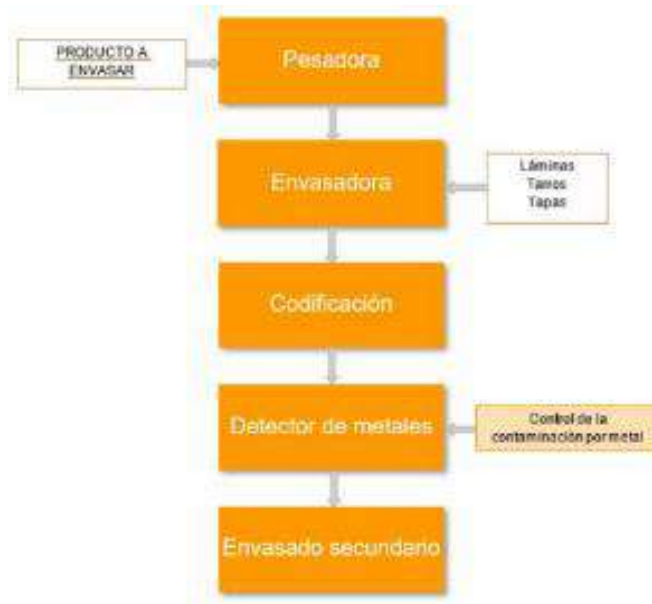 PRODUCTO A
ENVASAR
Pesadora
Envasadora
Láminas
Tarros
Tapas
Codificación
Detector de metales
Control de la
contaminación por metal
Envasado secundario